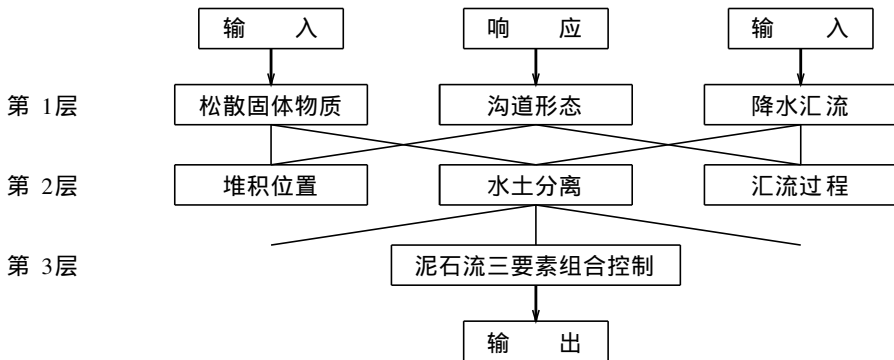 输 入 响 应 输 入
第 1层 松散固体物质 沟道形态 降水汇流
第 2层 堆积位置 水土分离 汇流过程
第 3层 泥石流三要素组合控制
输 出